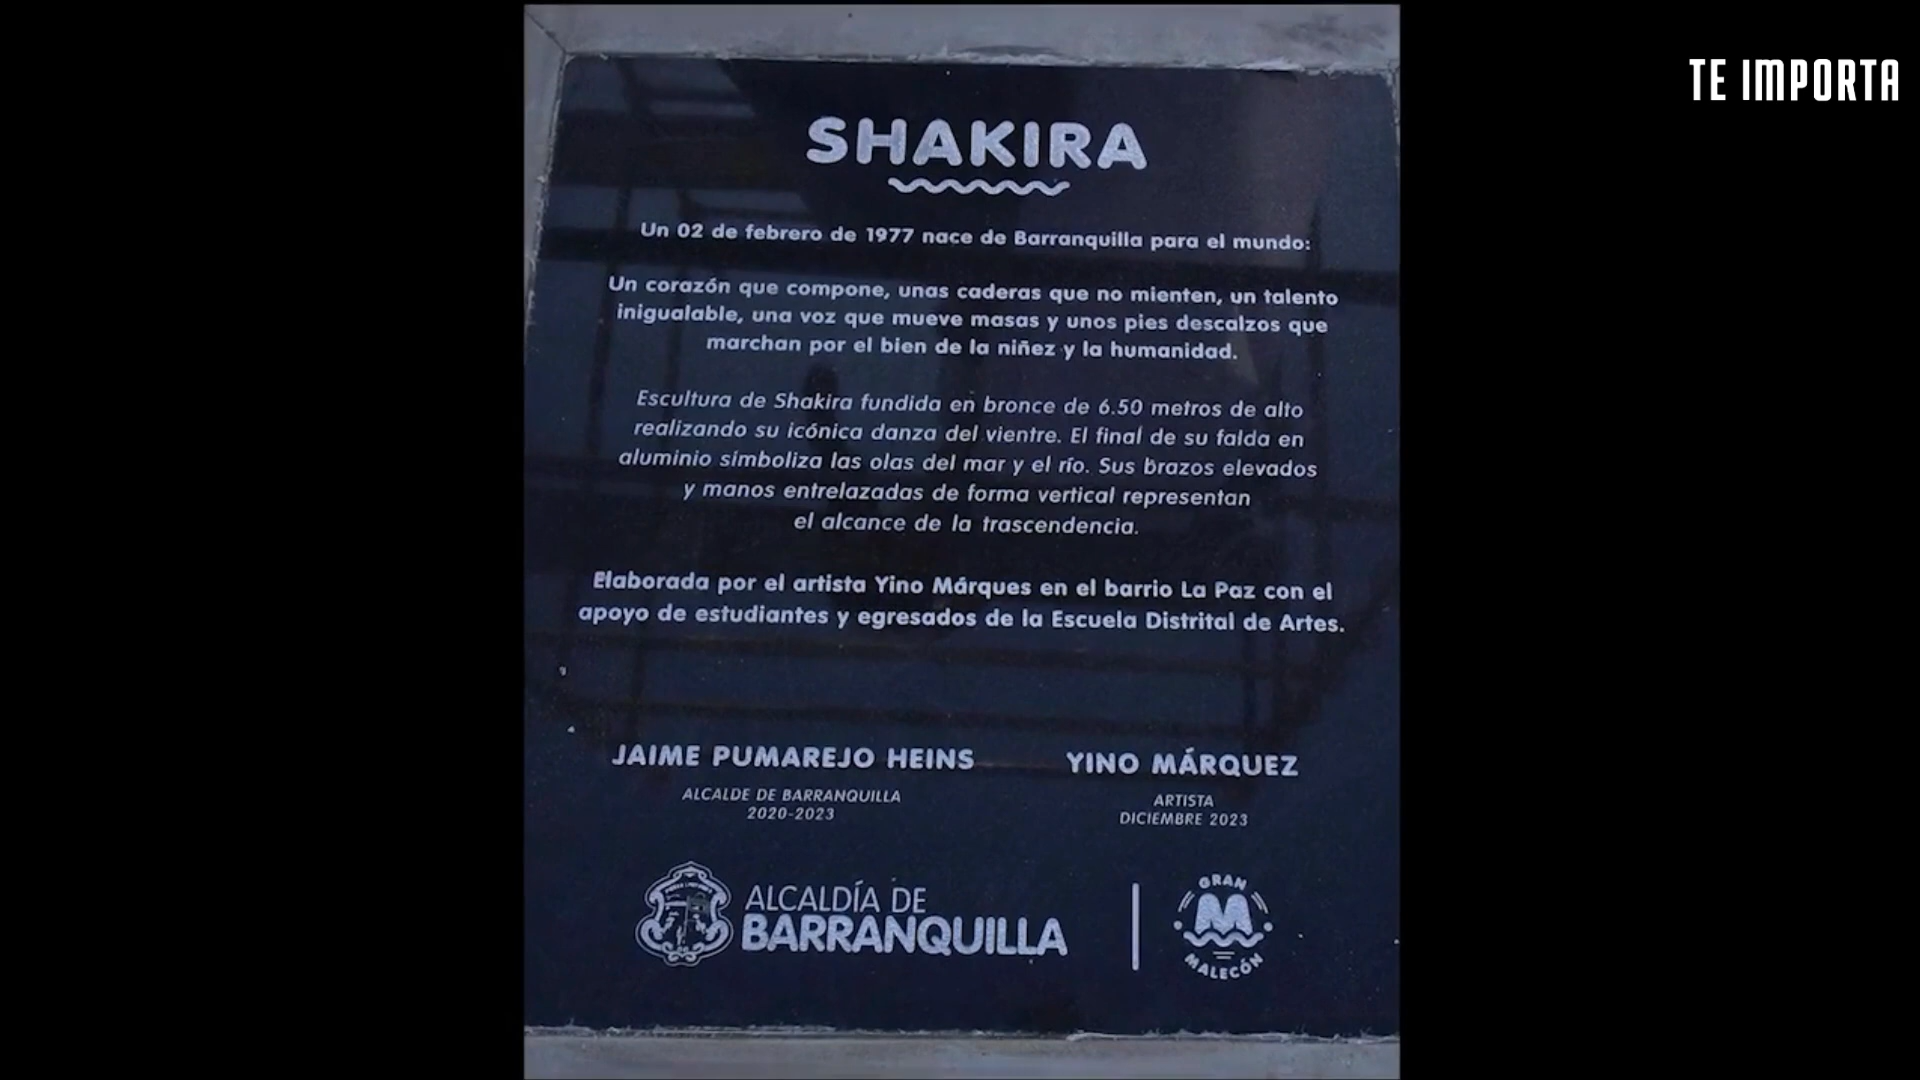 TE IMPORTA
SHAKIRA
Un 02 de febrero de 1977 nace de Barranquilla para el mundo:
Un corazón que compone, unas caderas que no mienten, un talento
inigualable, una voz que mueve masas y unos pies descalzos que
marchan por el bien de la niñez y la humanidad.
Escultura de Shakira fundida en bronce de 6.50 metros de alto
realizando su icónica danza del vientre. El final de su falda en
aluminio simboliza las olas del mar y el río. Sus brazos elevados
y manos entrelazadas de forma vertical representan
el alcance de la trascendencia.
Elaborada por el artista Yino Márques en el barrio La Paz con el
apoyo de estudiantes y egresados de la Escuela Distrital de Artes.
JAIME PUMAREJO HEINS
ALCALDE DE BARRANQUILLA
2020-2023
YINO MÁRQUEZ
ARTISTA
DICIEMBRE 2023
ALCALDÍA DE
BARRANQUILLA
GRAN
M
MALECÓN